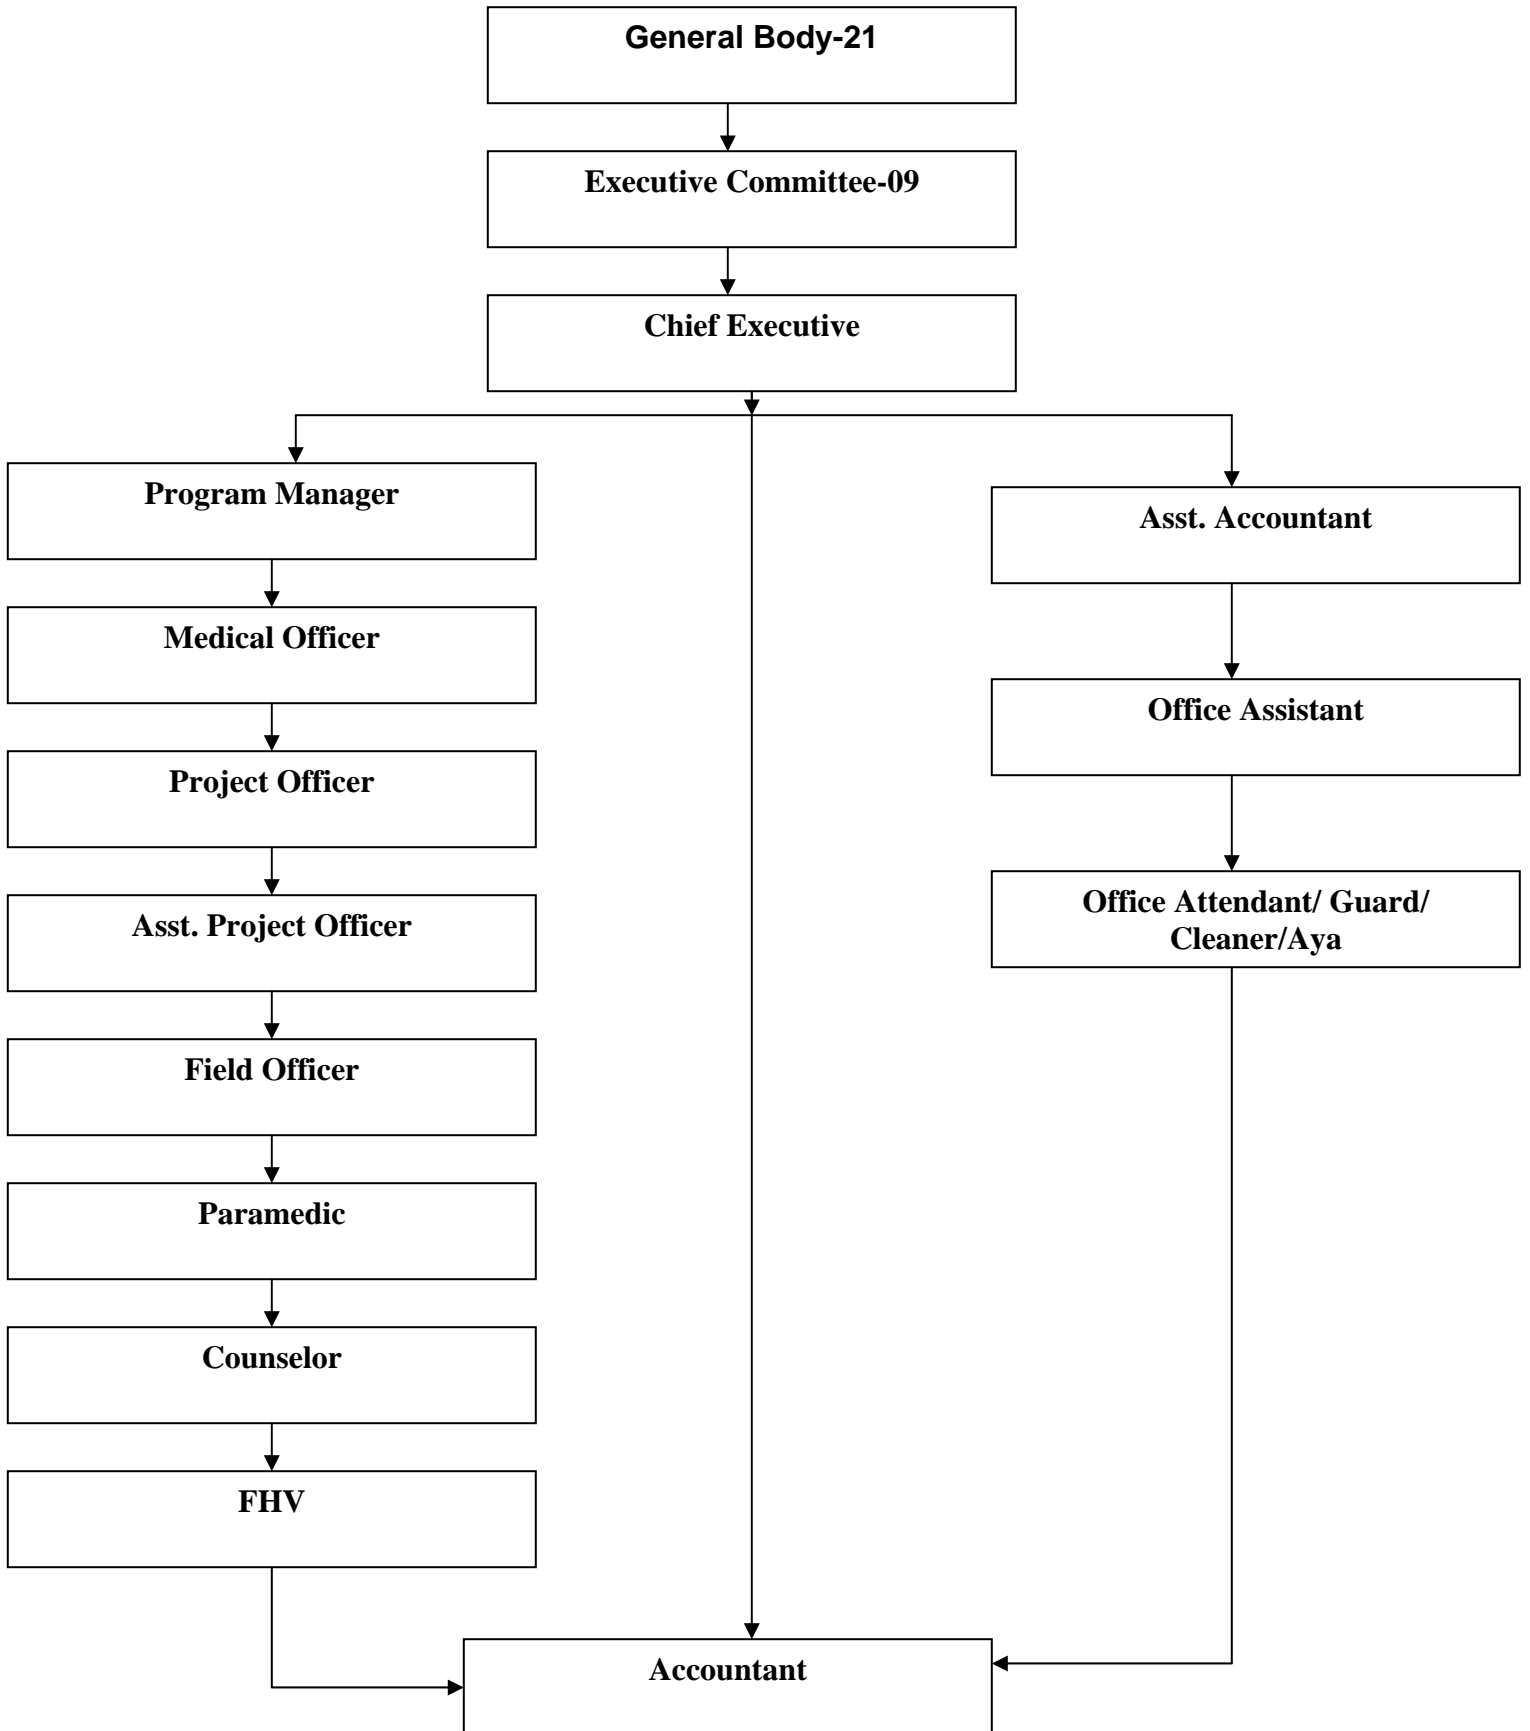 General Body-21
Executive Committee-09
Chief Executive
Program Manager
Medical Officer
Project Officer
Asst. Project Officer
Field Officer
Paramedic
Counselor
FHV
Asst. Accountant
Office Assistant
Office Attendant/ Guard/
Cleaner/Aya
Accountant